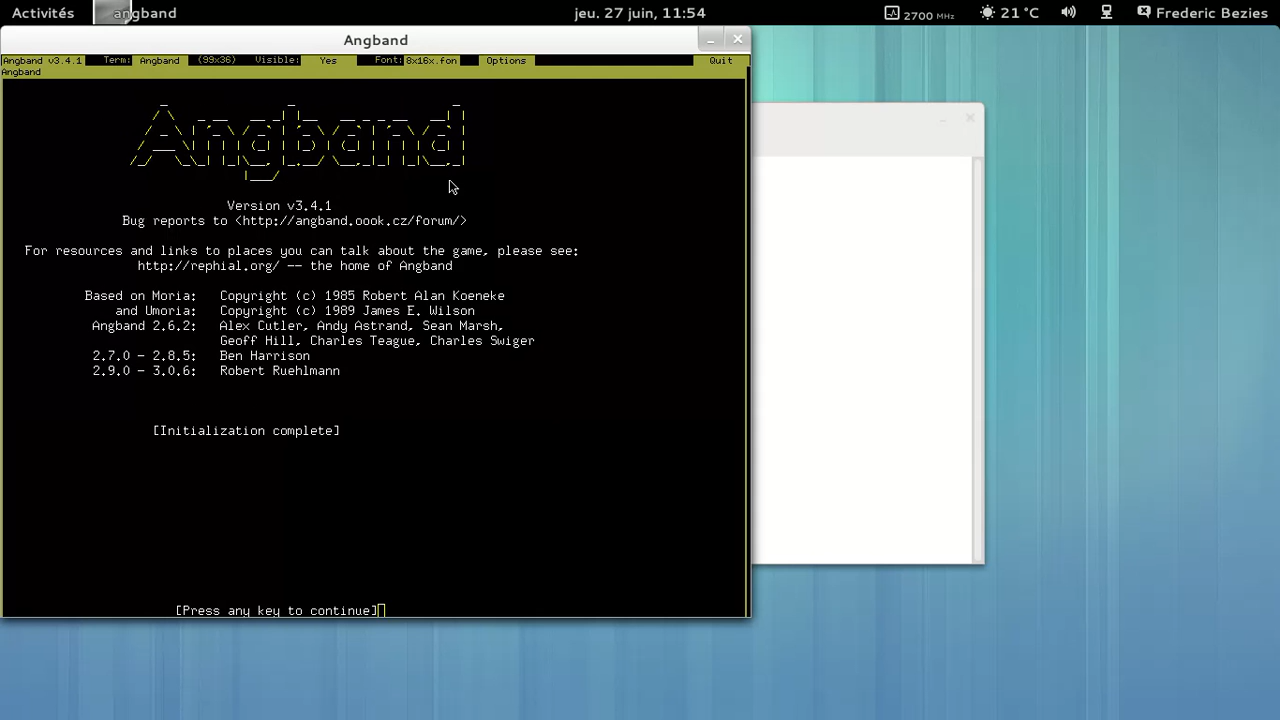 Activités angband jeu. 27 juin, 11:54 2700 MHz 21 °C Frederic Bezies
Angband
Angband v3.4.1 Term: Angband (99x36) Visible: Yes Font: 8x16x.fon Options Quit
Angband
Angband
Version v3.4.1
Bug reports to <http://angband.oook.cz/forum/>
For resources and links to places you can talk about the game, please see:
http://rephial.org/ -- the home of Angband
Based on Moria: Copyright (c) 1985 Robert Alan Koeneke
and Umoria: Copyright (c) 1989 James E. Wilson
Angband 2.6.2: Alex Cutler, Andy Astrand, Sean Marsh,
Geoff Hill, Charles Teague, Charles Swiger
2.7.0 - 2.8.5: Ben Harrison
2.9.0 - 3.0.6: Robert Ruehlmann
[Initialization complete]
[Press any key to continue]